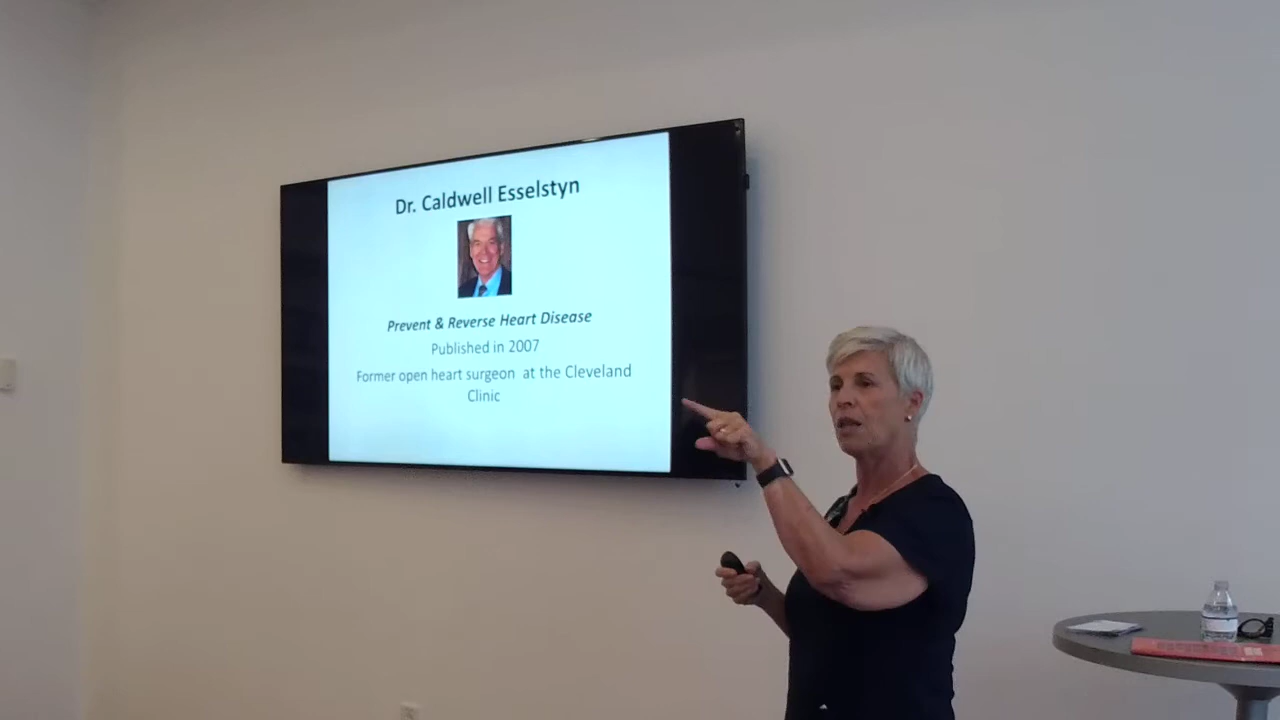 Dr. Caldwell Esselstyn
Prevent & Reverse Heart Disease
Published in 2007
Former open heart surgeon at the Cleveland
Clinic